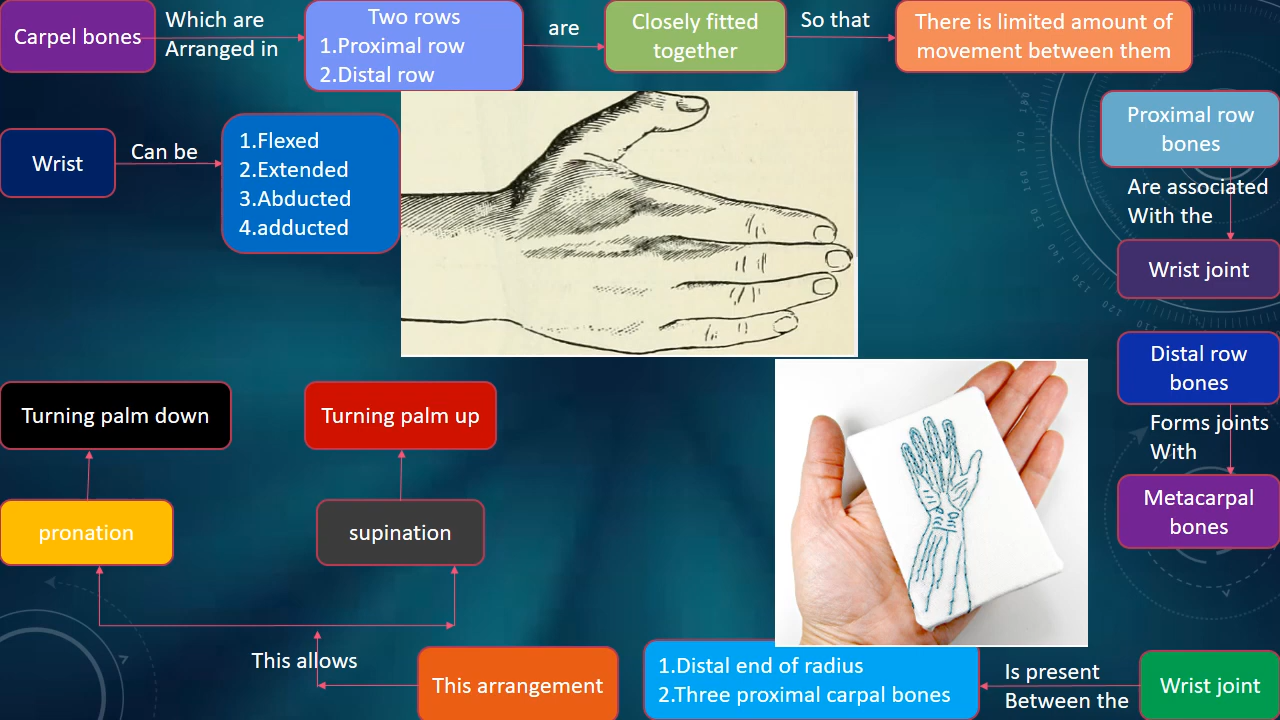 Carpel bones
Which are
Arranged in
Two rows
1.Proximal row
2.Distal row
are
Closely fitted
together
So that
There is limited amount of
movement between them
Wrist
Can be
1.Flexed
2.Extended
3.Abducted
4.adducted
Proximal row
bones
Are associated
With the
Wrist joint
Distal row
bones
Forms joints
With
Metacarpal
bones
Turning palm down
Turning palm up
pronation
supination
This allows
This arrangement
1.Distal end of radius
2.Three proximal carpal bones
Is present
Between the
Wrist joint